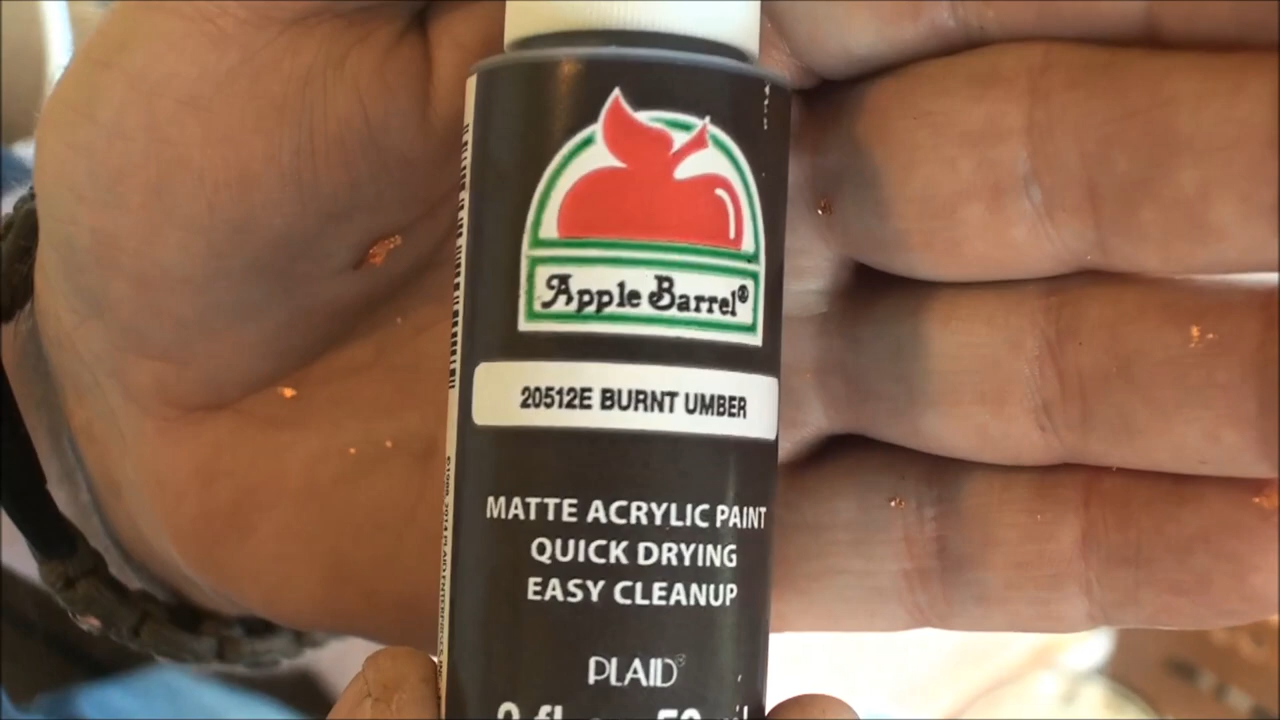 Apple Barrel®
20512E BURNT UMBER
MATTE ACRYLIC PAINT
QUICK DRYING
EASY CLEANUP
PLAID®